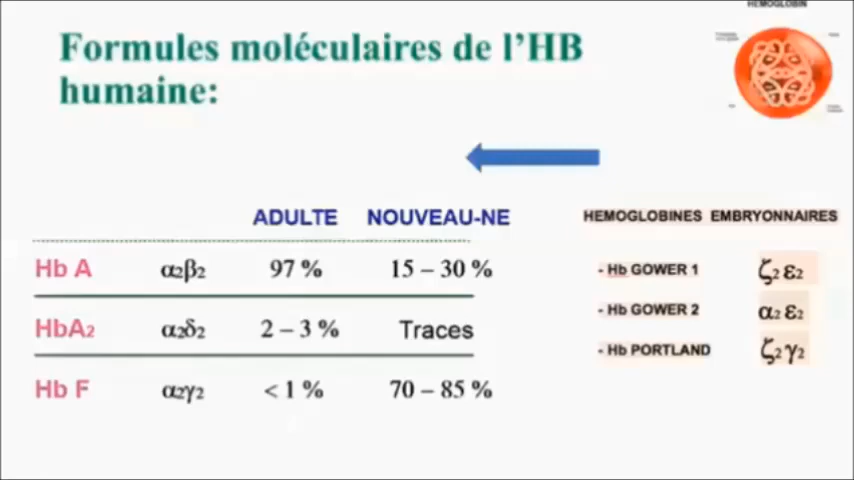 HEMOGLOBIN
Formules moléculaires de l'HB
humaine:
ADULTE NOUVEAU-NE
Hb A α₂β₂ 97 % 15 – 30 %
HbA₂ α₂δ₂ 2 – 3 % Traces
Hb F α₂γ₂ < 1 % 70 – 85 %
HEMOGLOBINES EMBRYONNAIRES
- Hb GOWER 1 ζ₂ ε₂
- Hb GOWER 2 α₂ ε₂
- Hb PORTLAND ζ₂ γ₂